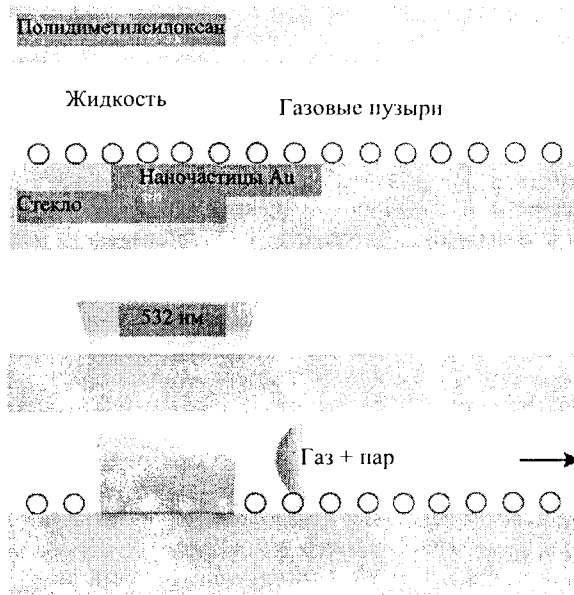 Полидиметилсилоксан
Жидкость
Газовые пузыри
Наночастицы Au
Стекло
532 нм
Газ + пар